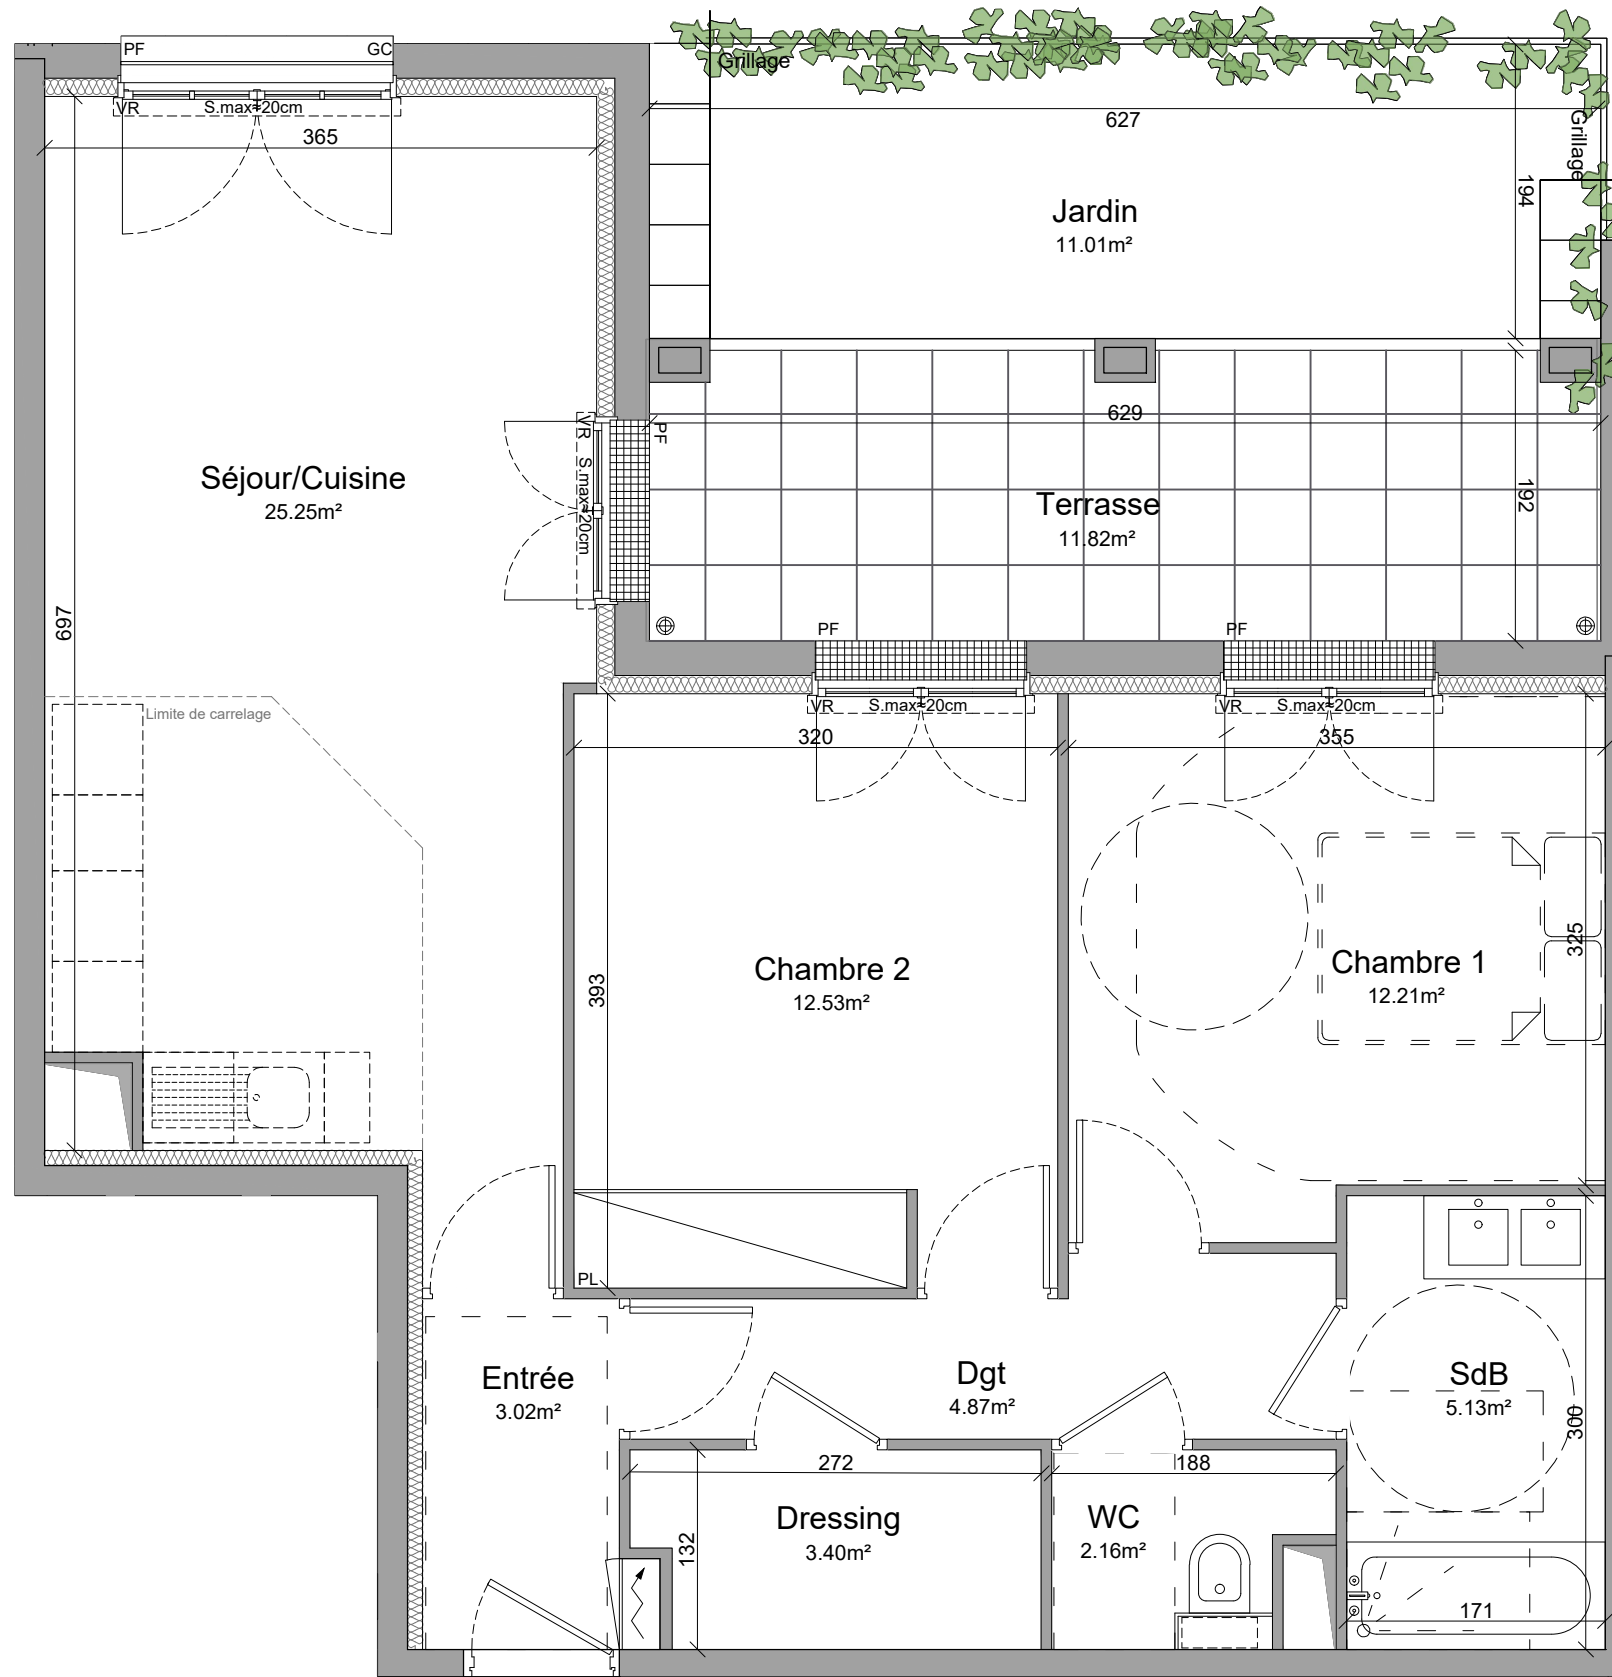 PF
GC
VR
S.max=20cm
365
Grillage
627
Grillage
194
Jardin
11.01m²
629
PF
VR
S.max=20cm
Séjour/Cuisine
25.25m²
Terrasse
11.82m²
192
697
PF
PF
VR
S.max=20cm
VR
S.max=20cm
Limite de carrelage
320
355
Chambre 2
12.53m²
393
Chambre 1
12.21m²
325
PL
Entrée
3.02m²
Dgt
4.87m²
SdB
5.13m²
300
272
188
Dressing
3.40m²
132
WC
2.16m²
171